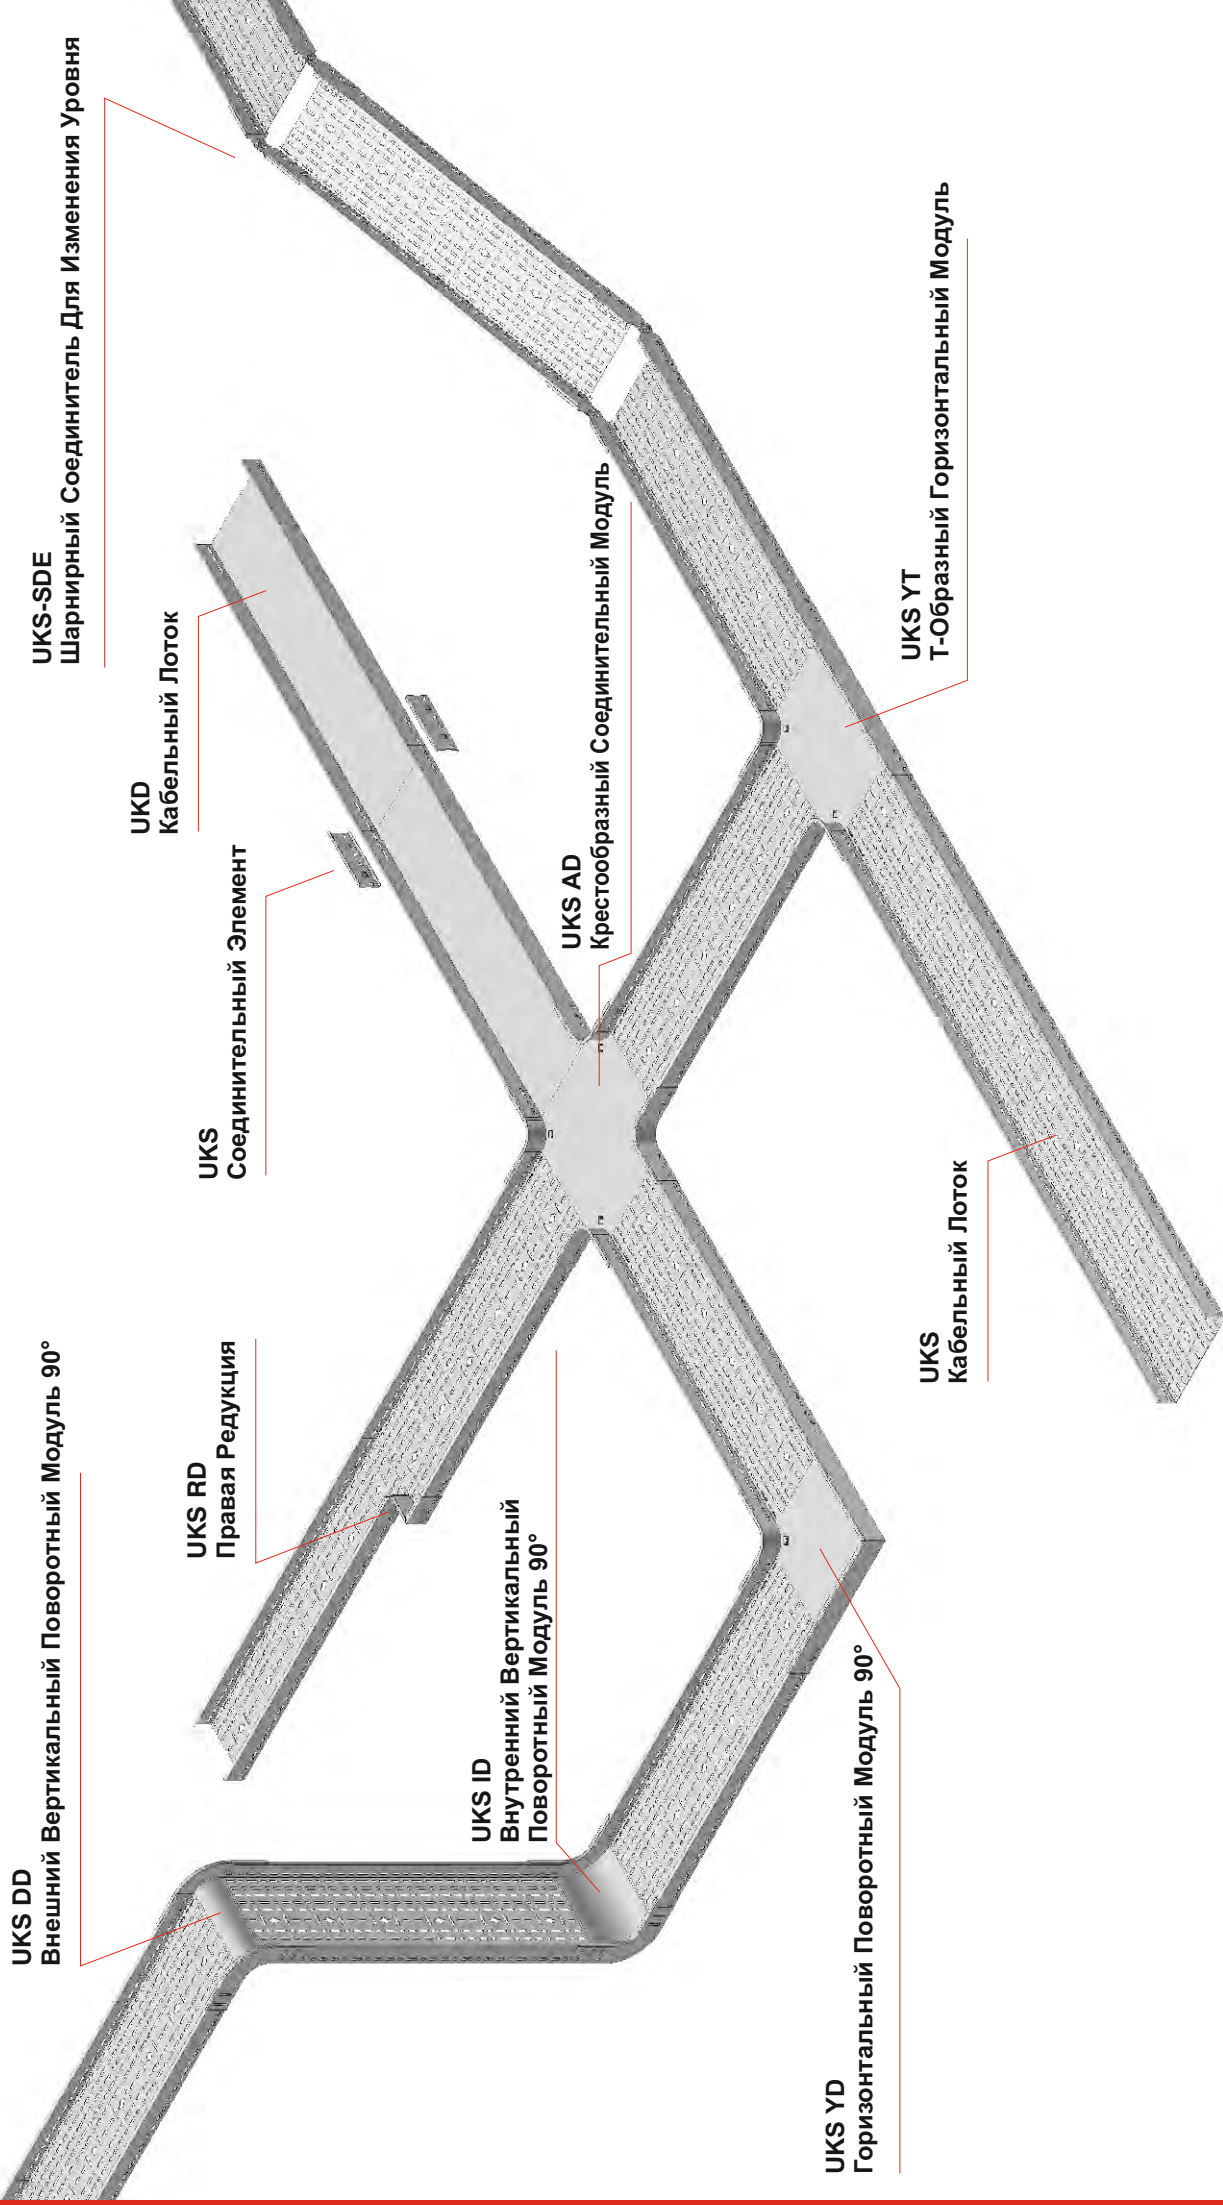 UKS DD
Внешний Вертикальный Поворотный Модуль 90°
UKS-SDE
Шарнирный Соединитель Для Изменения Уровня
UKD
Кабельный Лоток
UKS
Соединительный Элемент
UKS RD
Правая Редукция
UKS ID
Внутренний Вертикальный
Поворотный Модуль 90°
UKS AD
Крестообразный Соединительный Модуль
UKS YD
Горизонтальный Поворотный Модуль 90°
UKS YT
Т-Образный Горизонтальный Модуль
UKS
Кабельный Лоток